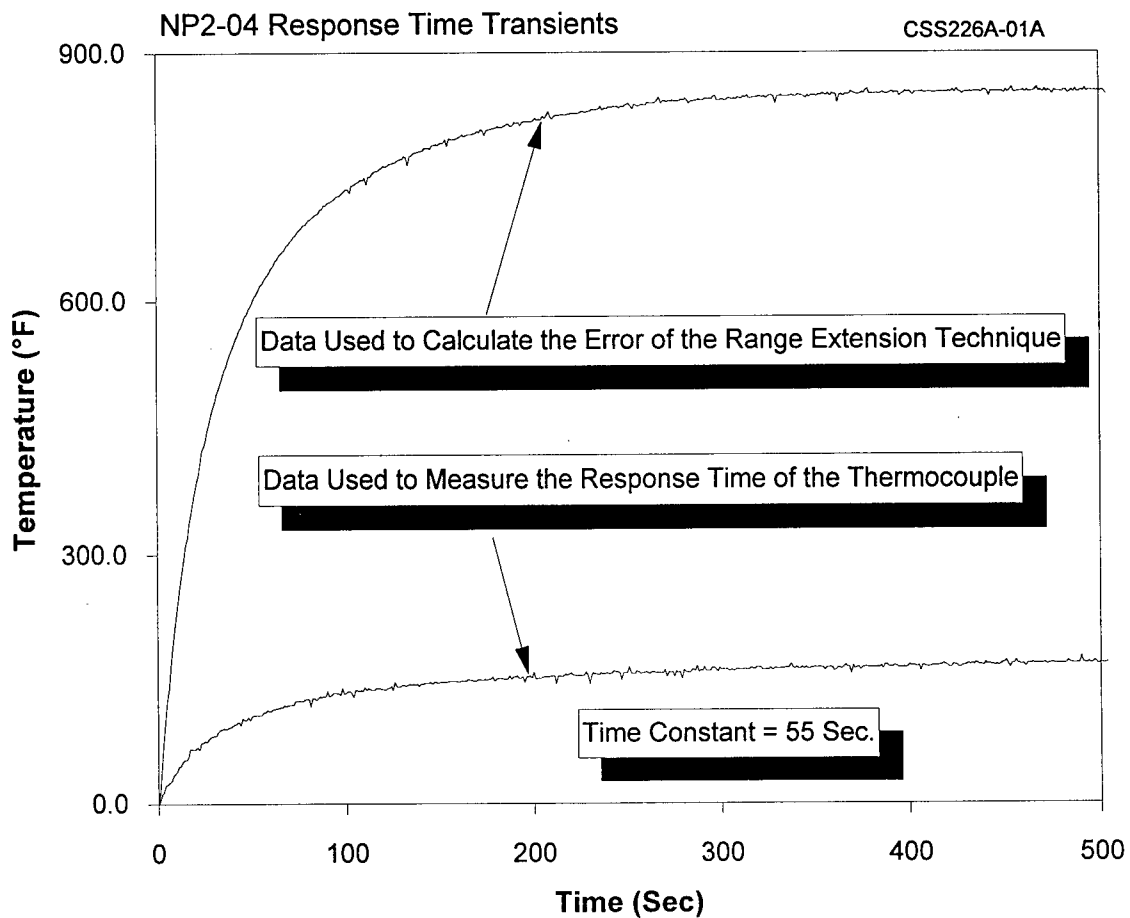 NP2-04 Response Time Transients
CSS226A-01A
900.0
600.0
300.0
0.0
Temperature (°F)
Data Used to Calculate the Error of the Range Extension Technique
Data Used to Measure the Response Time of the Thermocouple
Time Constant = 55 Sec.
0
100
200
300
400
500
Time (Sec)